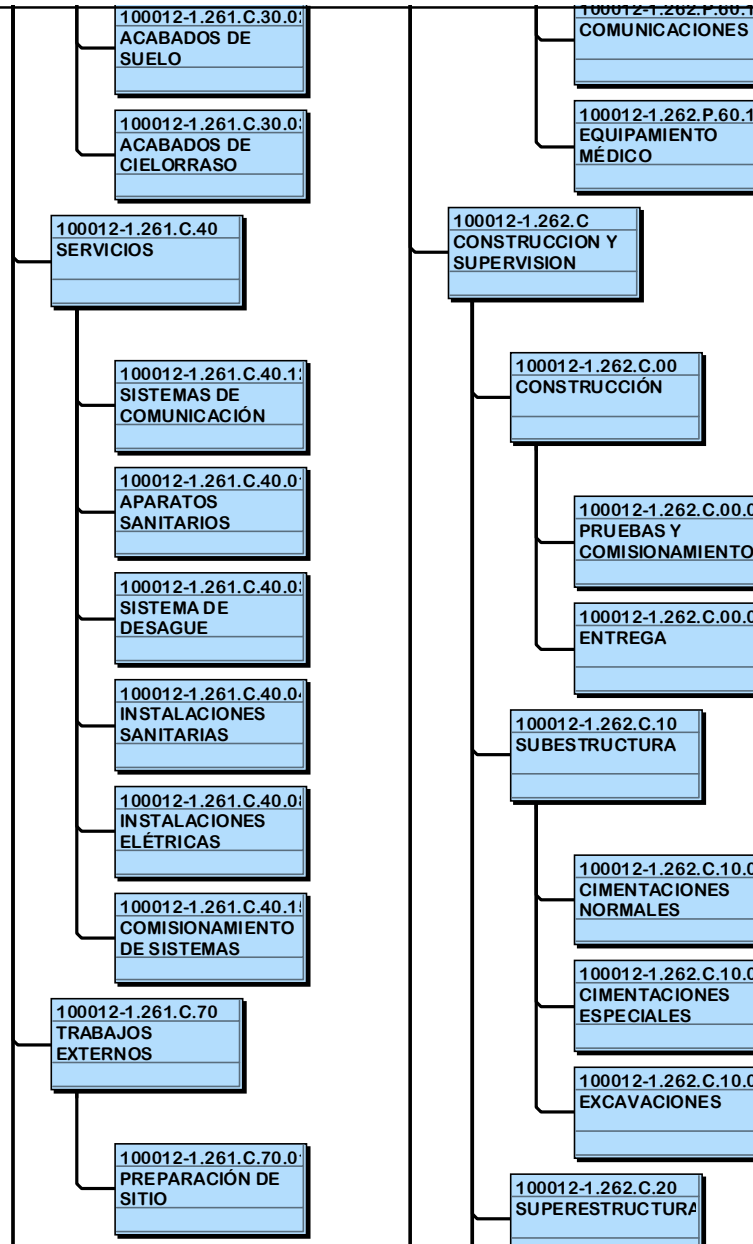 100012-1.261.C.30.0
ACABADOS DE
SUELO
100012-1.261.C.30.0
ACABADOS DE
CIELORRASO
100012-1.261.C.40
SERVICIOS
100012-1.261.C.40.1
SISTEMAS DE
COMUNICACIÓN
100012-1.261.C.40.0
APARATOS
SANITARIOS
100012-1.261.C.40.0
SISTEMA DE
DESAGUE
100012-1.261.C.40.0
INSTALACIONES
SANITARIAS
100012-1.261.C.40.0
INSTALACIONES
ELÉTRICAS
100012-1.261.C.40.1
COMISIONAMIENTO
DE SISTEMAS
100012-1.261.C.70
TRABAJOS
EXTERNOS
100012-1.261.C.70.0
PREPARACIÓN DE
SITIO
100012-1.262.P.60.1
COMUNICACIONES
100012-1.262.P.60.1
EQUIPAMIENTO
MÉDICO
100012-1.262.C
CONSTRUCCION Y
SUPERVISION
100012-1.262.C.00
CONSTRUCCIÓN
100012-1.262.C.00.0
PRUEBAS Y
COMISIONAMIENTO
100012-1.262.C.00.0
ENTREGA
100012-1.262.C.10
SUBESTRUCTURA
100012-1.262.C.10.0
CIMENTACIONES
NORMALES
100012-1.262.C.10.0
CIMENTACIONES
ESPECIALES
100012-1.262.C.10.0
EXCAVACIONES
100012-1.262.C.20
SUPERESTRUCTURA